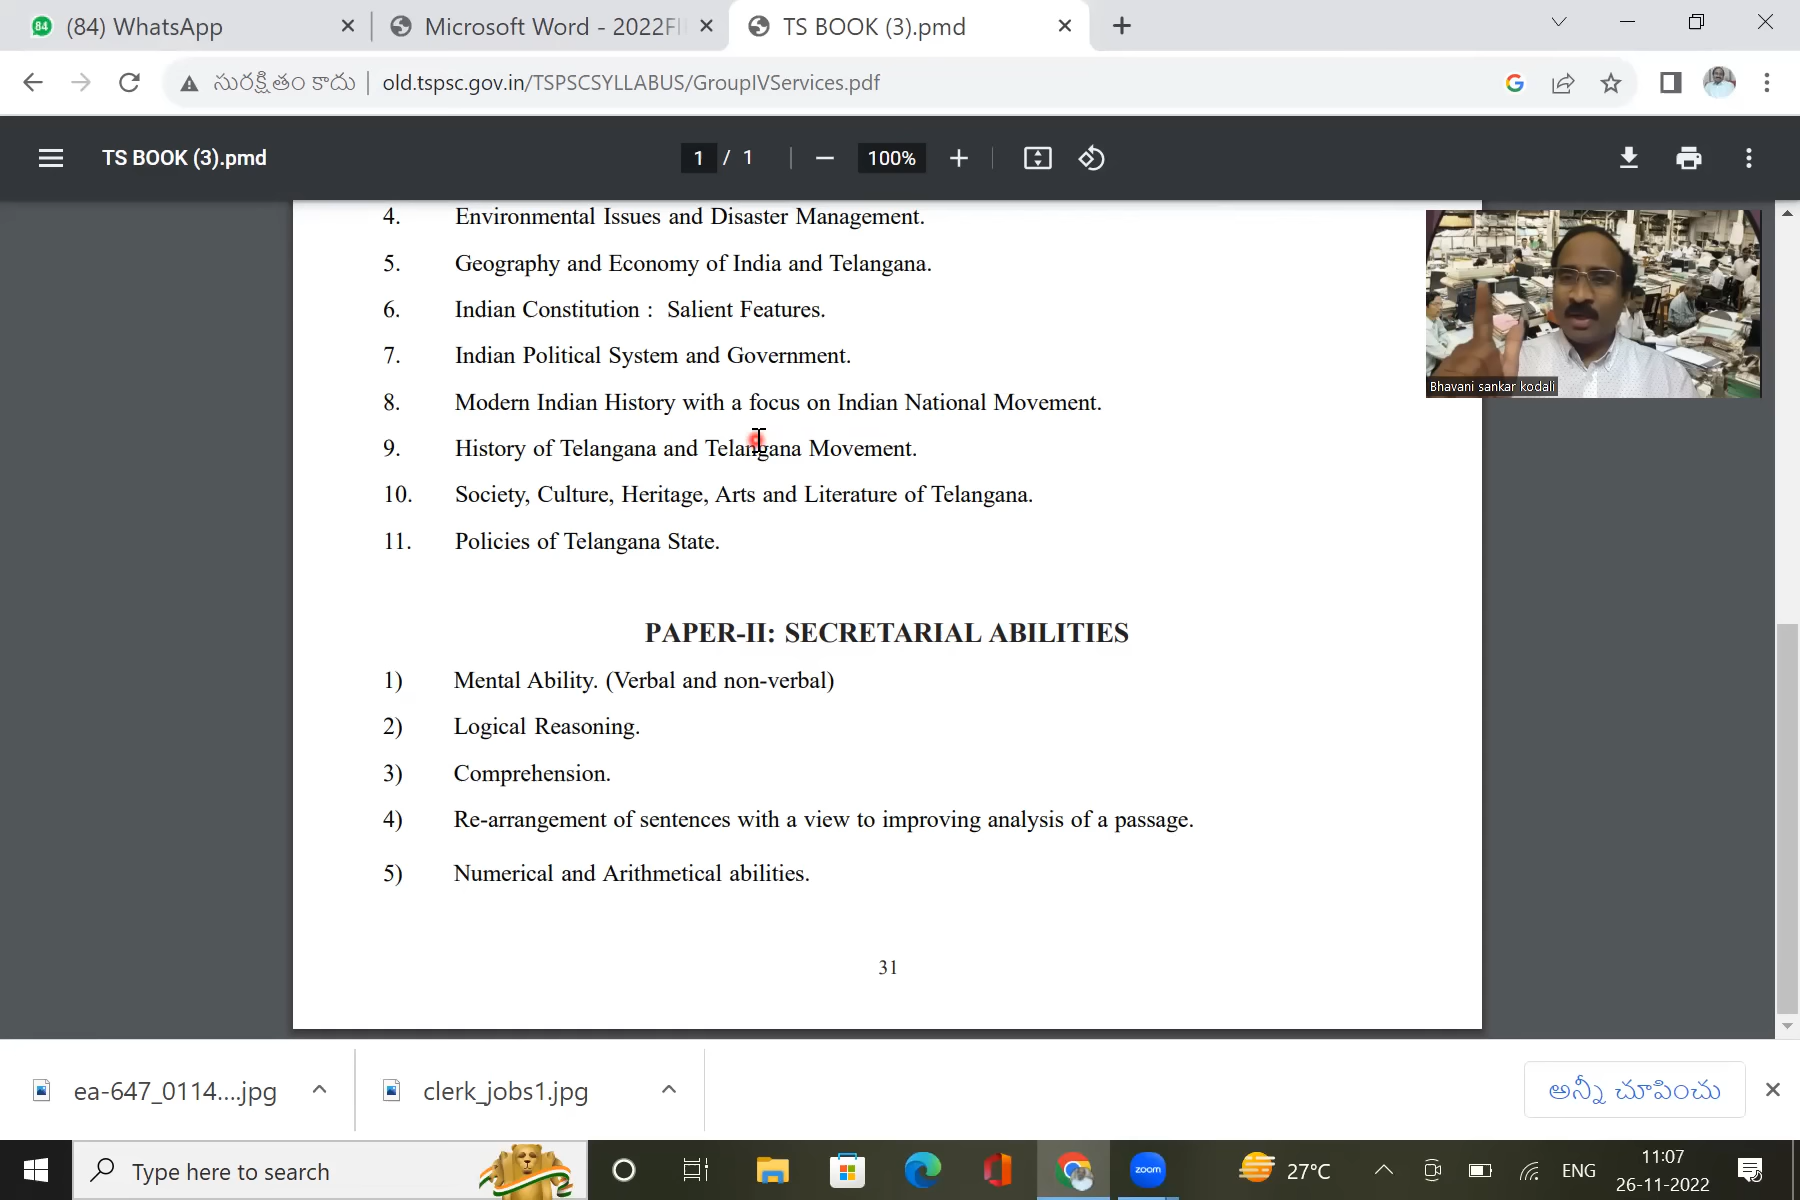 84
(84) WhatsApp
Microsoft Word - 2022FI
TS BOOK (3).pmd
సురక్షితం కాదు
old.tspsc.gov.in/TSPSCSYLLABUS/GroupIVServices.pdf
TS BOOK (3).pmd
1 / 1
100%
4. Environmental Issues and Disaster Management.
5. Geography and Economy of India and Telangana.
6. Indian Constitution : Salient Features.
7. Indian Political System and Government.
8. Modern Indian History with a focus on Indian National Movement.
9. History of Telangana and Telangana Movement.
10. Society, Culture, Heritage, Arts and Literature of Telangana.
11. Policies of Telangana State.
Bhavani sankar kodali
PAPER-II: SECRETARIAL ABILITIES
1) Mental Ability. (Verbal and non-verbal)
2) Logical Reasoning.
3) Comprehension.
4) Re-arrangement of sentences with a view to improving analysis of a passage.
5) Numerical and Arithmetical abilities.
31
ea-647_0114....jpg
clerk_jobs1.jpg
అన్నీ చూపించు
Type here to search
zoom
27°C
ENG
11:07
26-11-2022